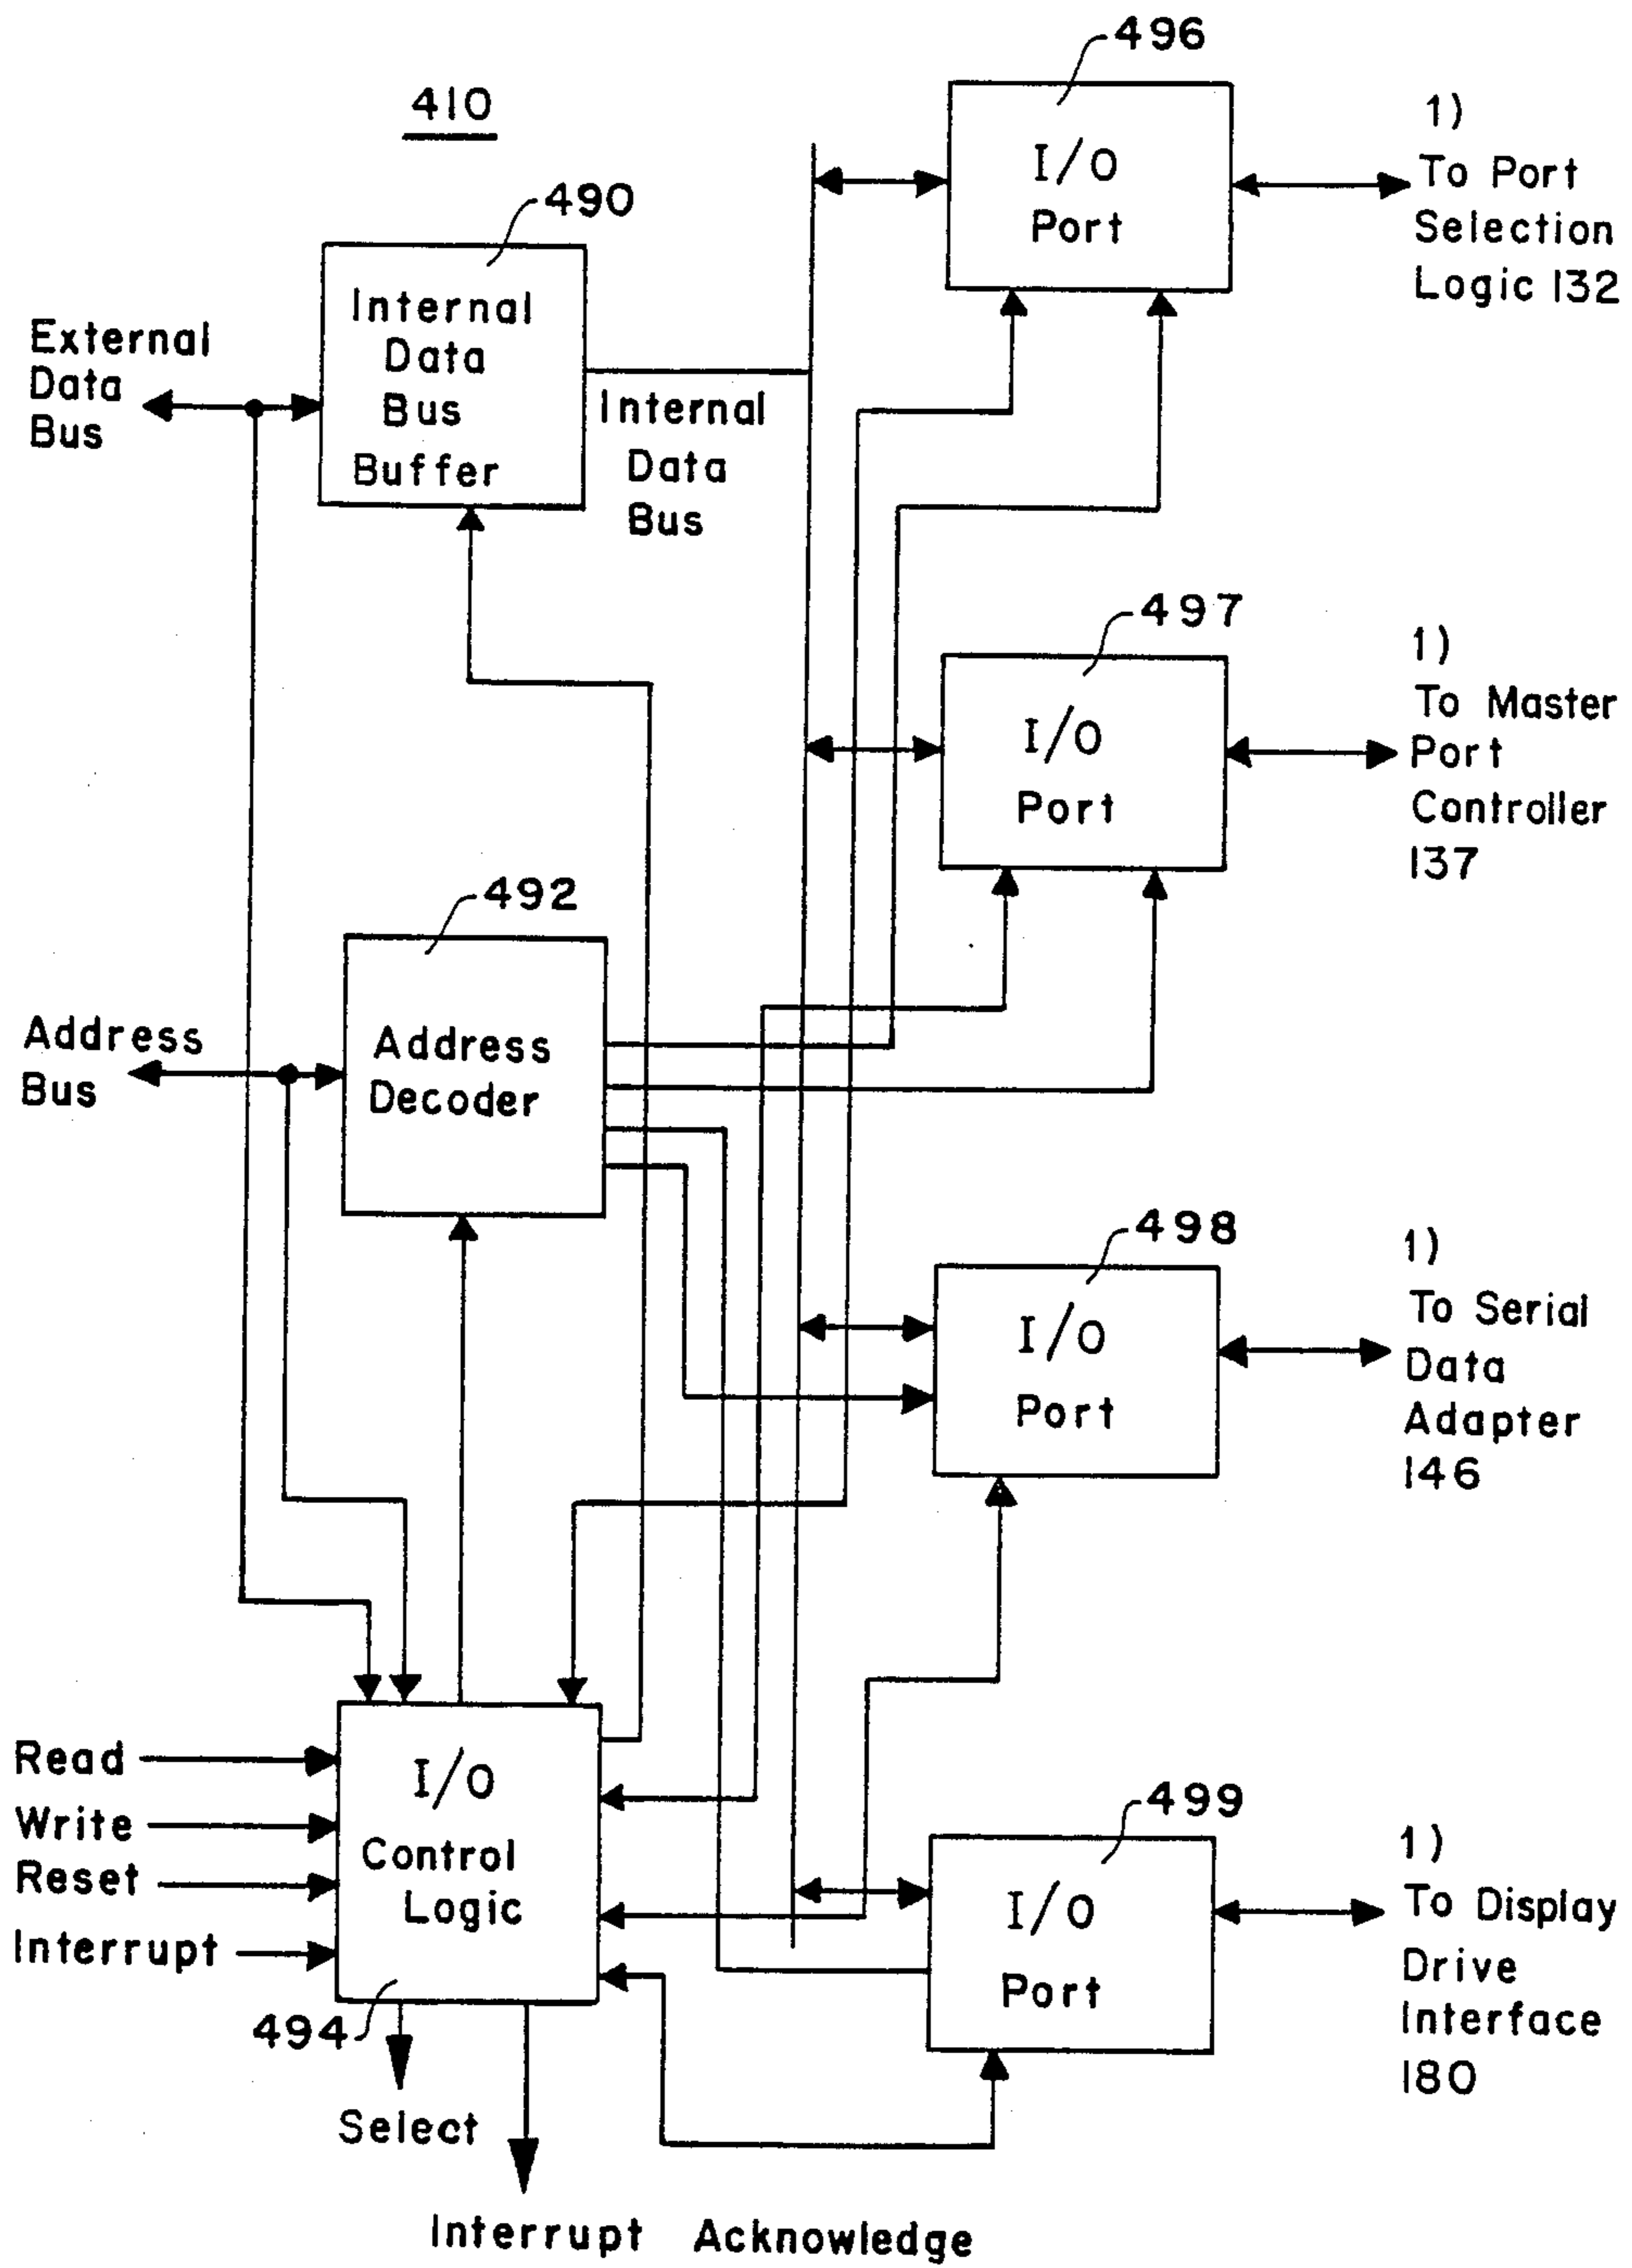 410
490
Internal
Data
Bus
Buffer
External
Data
Bus
Internal
Data
Bus
496
I/O
Port
1)
To Port
Selection
Logic 132
497
I/O
Port
1)
To Master
Port
Controller
137
492
Address
Decoder
Address
Bus
498
I/O
Port
1)
To Serial
Data
Adapter
146
Read
Write
Reset
Interrupt
I/O
Control
Logic
494
Select
Interrupt Acknowledge
499
I/O
Port
1)
To Display
Drive
Interface
180